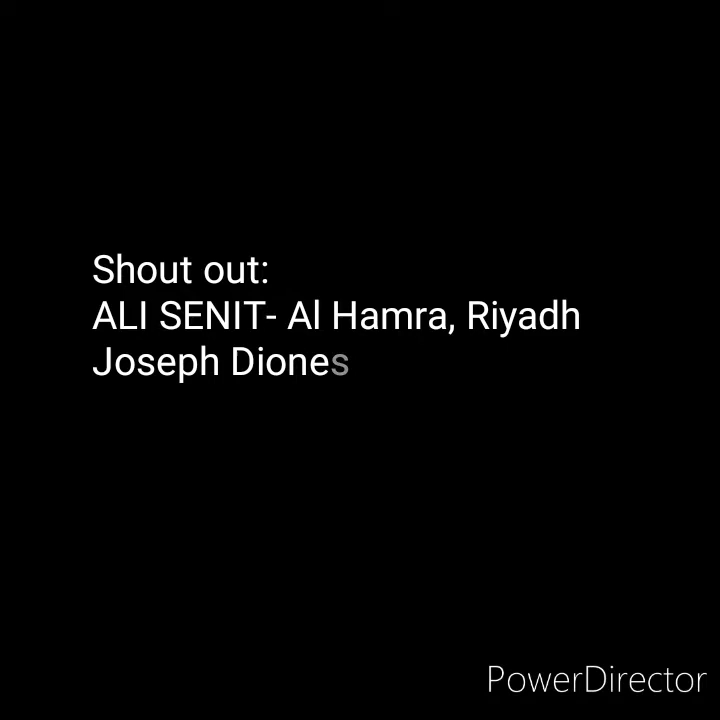 Shout out:
ALI SENIT- Al Hamra, Riyadh
Joseph Diones
PowerDirector